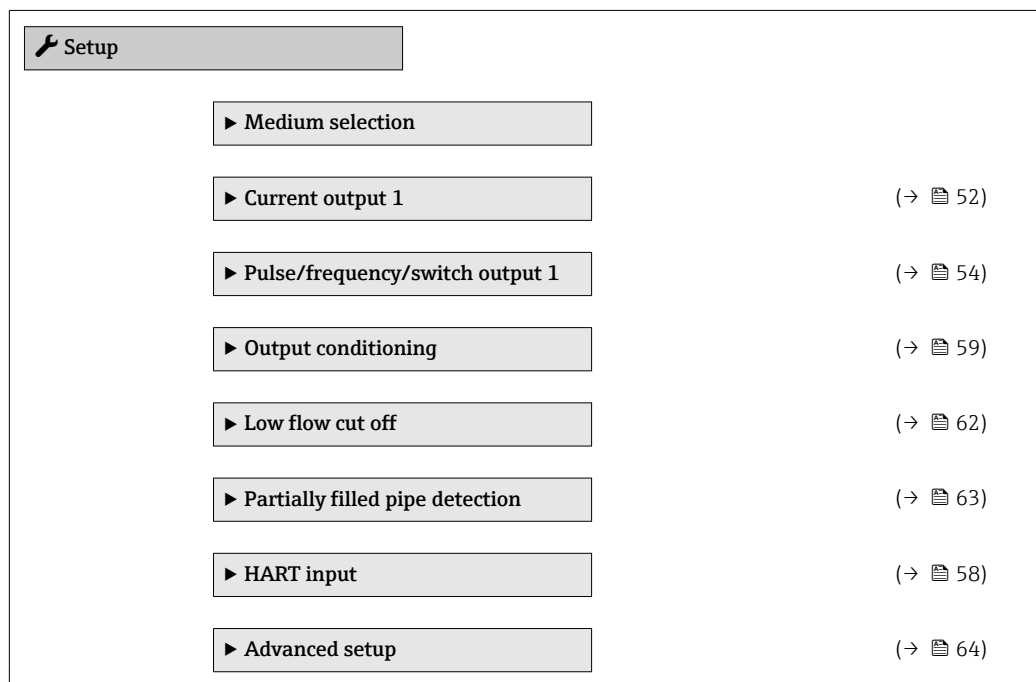 Setup
▶ Medium selection
▶ Current output 1 (→ 52)
▶ Pulse/frequency/switch output 1 (→ 54)
▶ Output conditioning (→ 59)
▶ Low flow cut off (→ 62)
▶ Partially filled pipe detection (→ 63)
▶ HART input (→ 58)
▶ Advanced setup (→ 64)